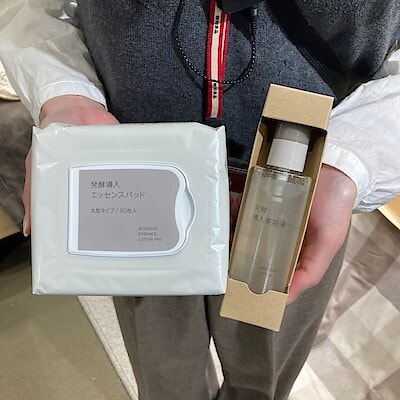 発酵導入
エッセンスパッド
丸型タイプ/60枚入
BOOSTER
ESSENCE
LOTION PAD
発酵
導入美容液